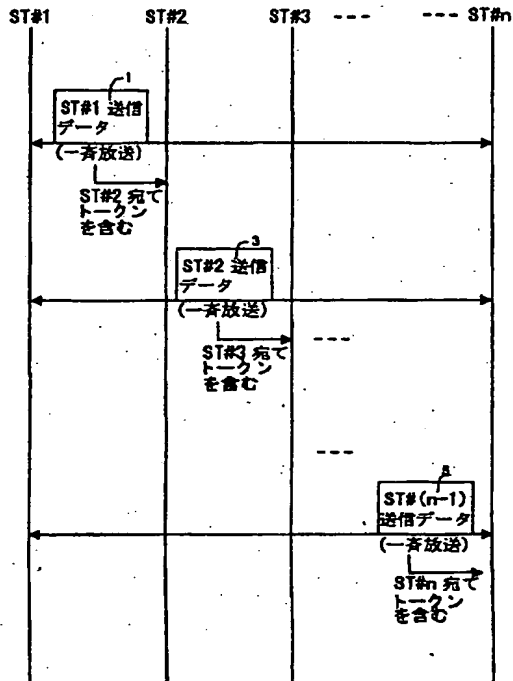 ST#1 ST#2 ST#3 --- --- ST#n
1
ST#1 送信
データ
(一斉放送)
ST#2 宛て
トークン
を含む
3
ST#2 送信
データ
(一斉放送)
ST#3 宛て
トークン
を含む
---
---
5
ST#(n-1)
送信データ
(一斉放送)
ST#n 宛て
トークン
を含む